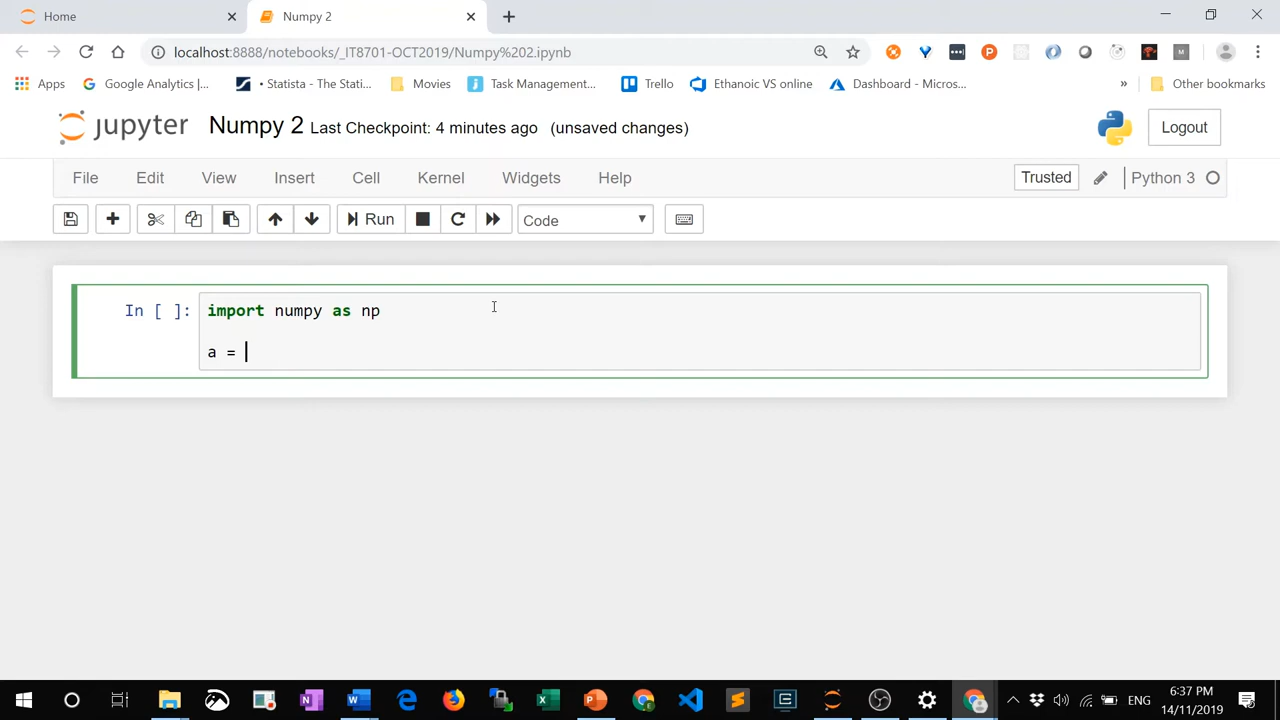 Home
Numpy 2
localhost:8888/notebooks/_IT8701-OCT2019/Numpy%202.ipynb
Apps
Google Analytics |...
• Statista - The Stati...
Movies
Task Management...
Trello
Ethanoic VS online
Dashboard - Micros...
»
Other bookmarks
jupyter Numpy 2 Last Checkpoint: 4 minutes ago (unsaved changes)
Logout
File Edit View Insert Cell Kernel Widgets Help
Trusted
Python 3
Run
Code
In [ ]: import numpy as np
a =
ENG
6:37 PM
14/11/2019